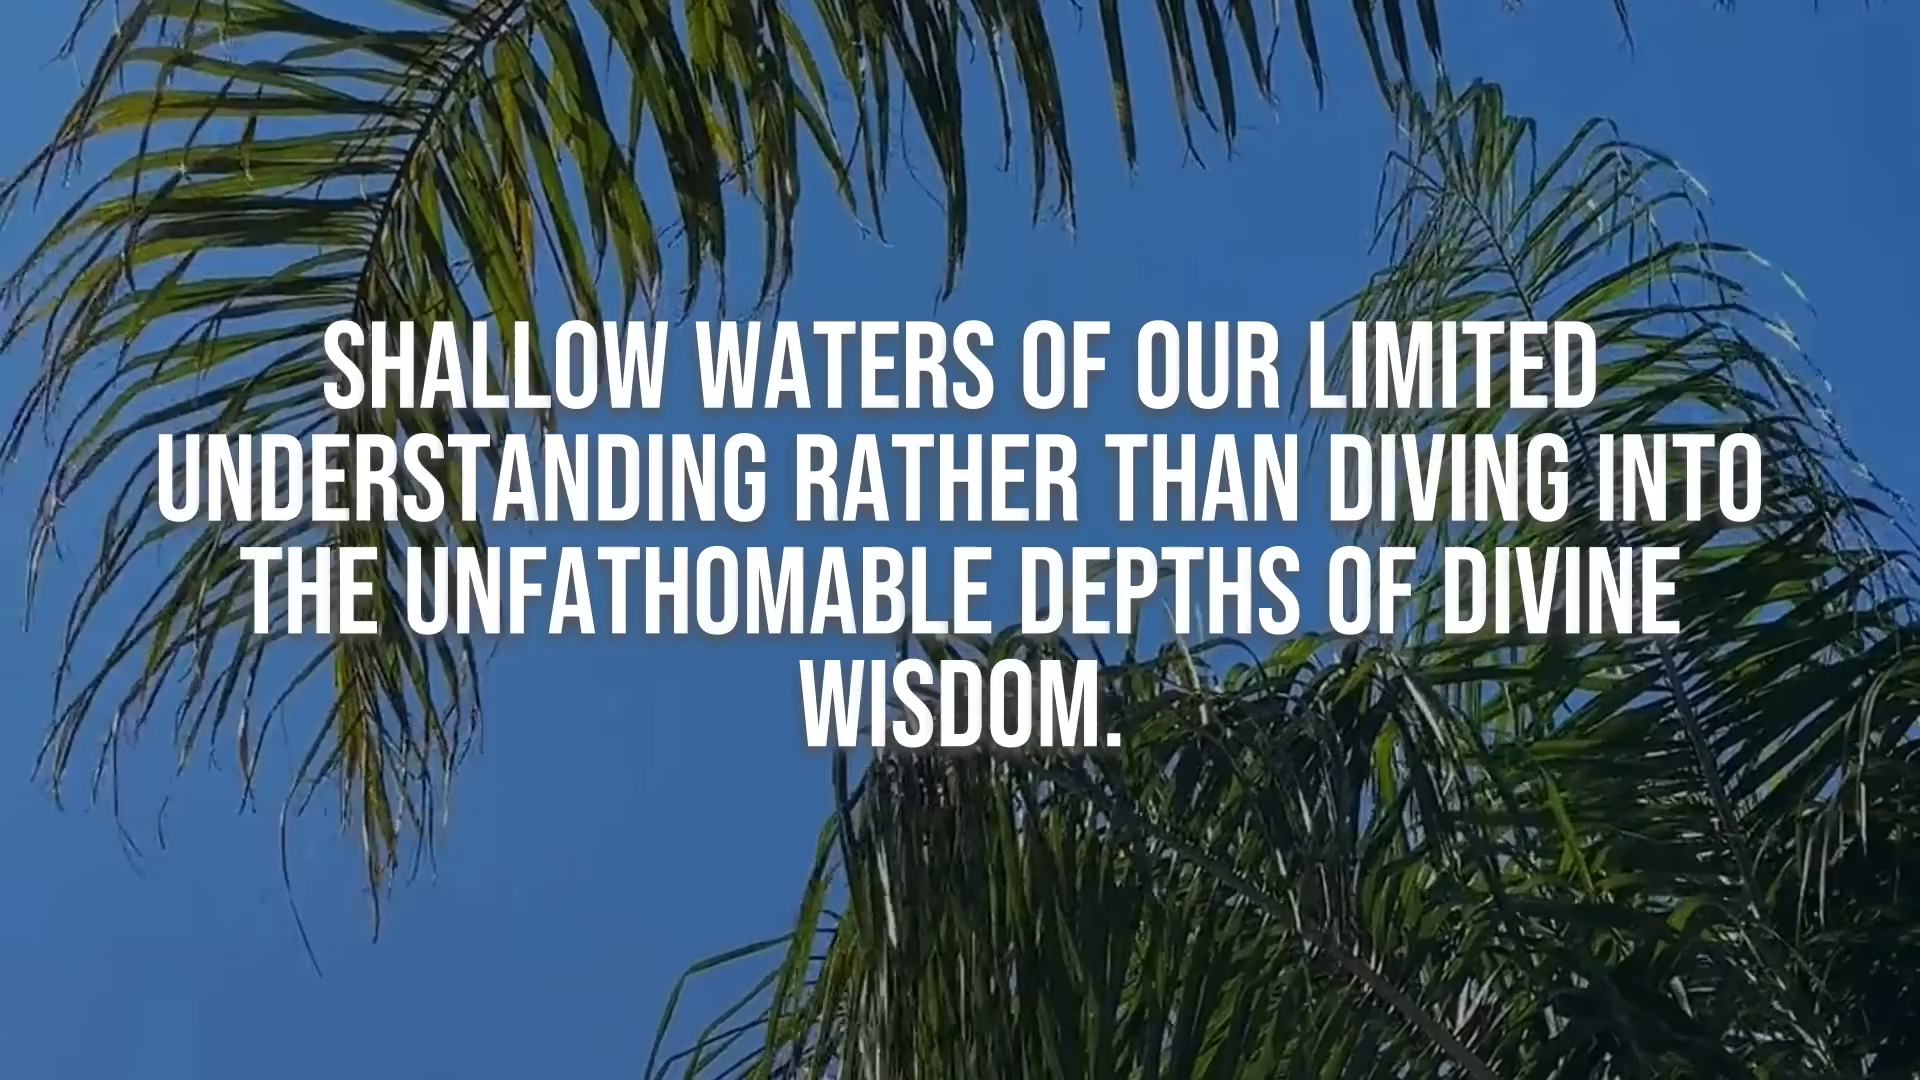 SHALLOW WATERS OF OUR LIMITED
UNDERSTANDING RATHER THAN DIVING INTO
THE UNFATHOMABLE DEPTHS OF DIVINE
WISDOM.